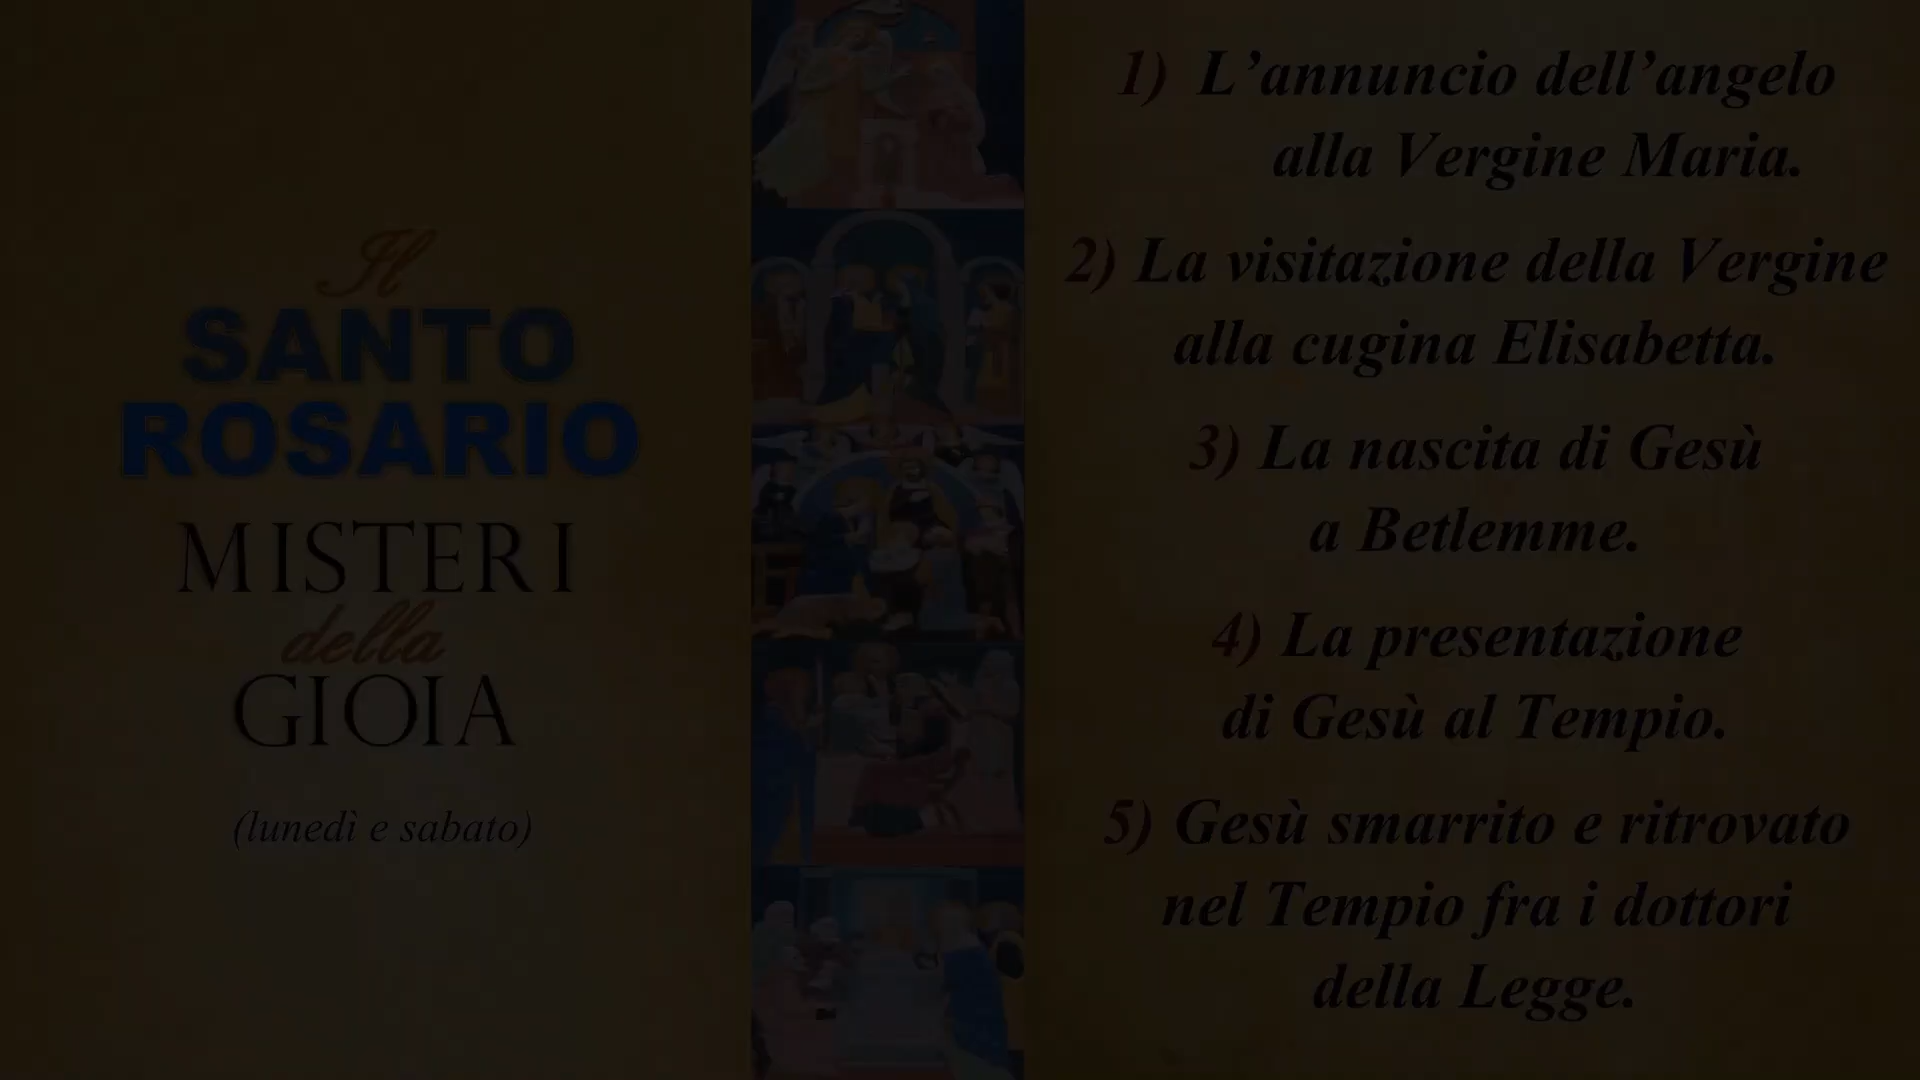 Il
SANTO
ROSARIO
MISTERI
della
GIOIA
(lunedì e sabato)
1) L’annuncio dell’angelo
alla Vergine Maria.
2) La visitazione della Vergine
alla cugina Elisabetta.
3) La nascita di Gesù
a Betlemme.
4) La presentazione
di Gesù al Tempio.
5) Gesù smarrito e ritrovato
nel Tempio fra i dottori
della Legge.